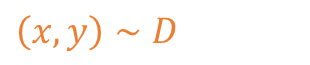 (x, y) ~ D